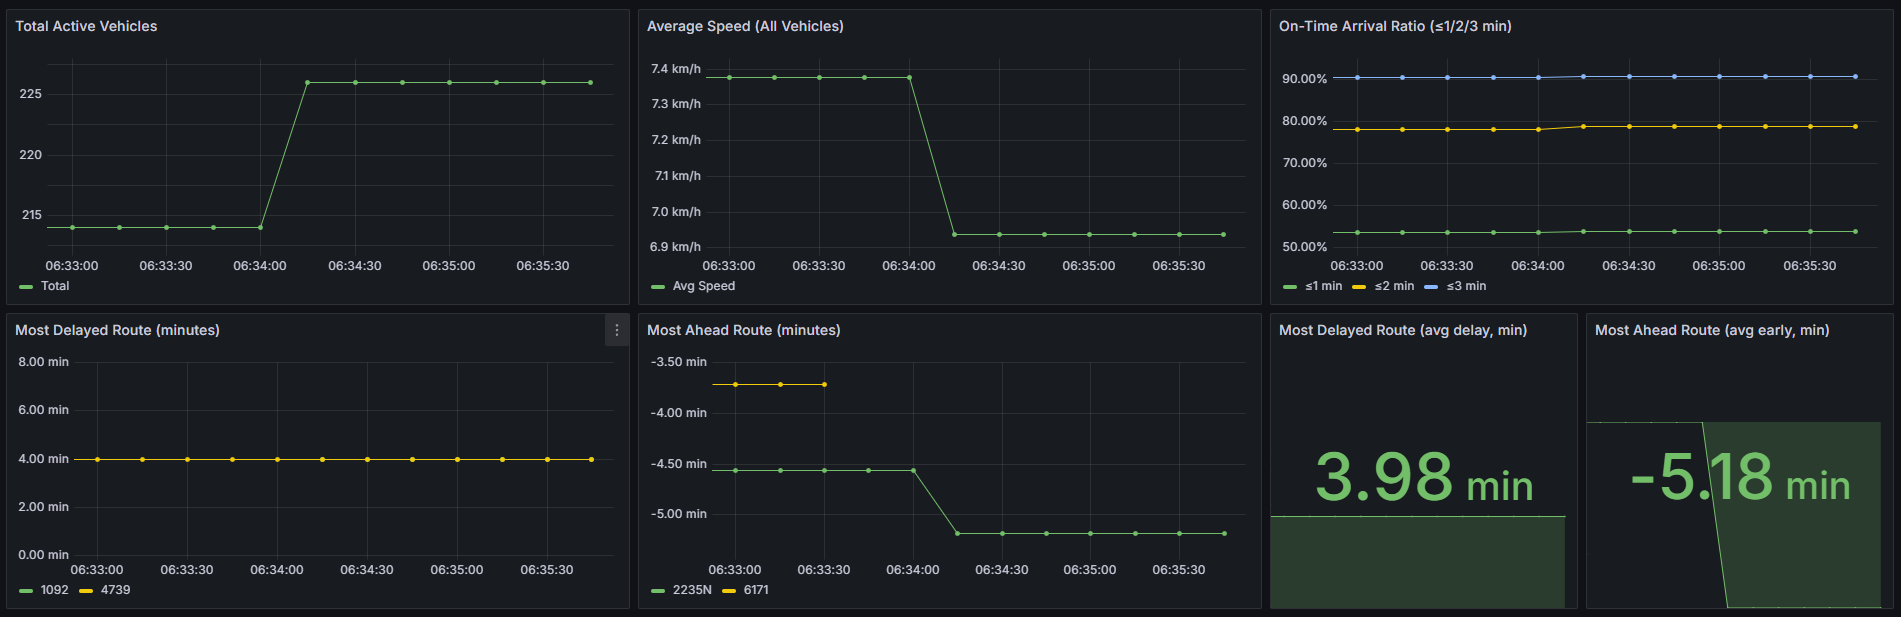 Total Active Vehicles
225
220
215
06:33:00 06:33:30 06:34:00 06:34:30 06:35:00 06:35:30
Total
Average Speed (All Vehicles)
7.4 km/h
7.3 km/h
7.2 km/h
7.1 km/h
7.0 km/h
6.9 km/h
06:33:00 06:33:30 06:34:00 06:34:30 06:35:00 06:35:30
Avg Speed
On-Time Arrival Ratio (≤1/2/3 min)
90.00%
80.00%
70.00%
60.00%
50.00%
06:33:00 06:33:30 06:34:00 06:34:30 06:35:00 06:35:30
≤1 min ≤2 min ≤3 min
Most Delayed Route (minutes)
8.00 min
6.00 min
4.00 min
2.00 min
0.00 min
06:33:00 06:33:30 06:34:00 06:34:30 06:35:00 06:35:30
1092 4739
Most Ahead Route (minutes)
-3.50 min
-4.00 min
-4.50 min
-5.00 min
06:33:00 06:33:30 06:34:00 06:34:30 06:35:00 06:35:30
2235N 6171
Most Delayed Route (avg delay, min)
3.98 min
Most Ahead Route (avg early, min)
-5.18 min